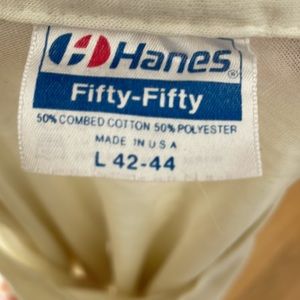 Hanes®
Fifty-Fifty
50% COMBED COTTON 50% POLYESTER
MADE IN U S A
L 42-44